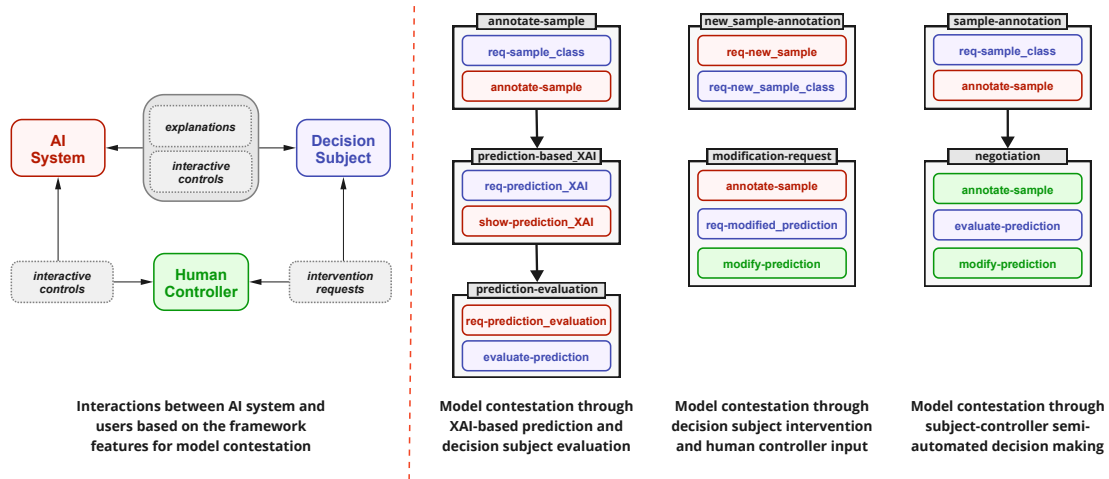 explanations
interactive
controls
AI
System
Decision
Subject
interactive
controls
Human
Controller
intervention
requests
Interactions between AI system and
users based on the framework
features for model contestation
annotate-sample
req-sample_class
annotate-sample
prediction-based_XAI
req-prediction_XAI
show-prediction_XAI
prediction-evaluation
req-prediction_evaluation
evaluate-prediction
Model contestation through
XAI-based prediction and
decision subject evaluation
new_sample-annotation
req-new_sample
req-new_sample_class
modification-request
annotate-sample
req-modified_prediction
modify-prediction
Model contestation through
decision subject intervention
and human controller input
sample-annotation
req-sample_class
annotate-sample
negotiation
annotate-sample
evaluate-prediction
modify-prediction
Model contestation through
subject-controller semi-
automated decision making